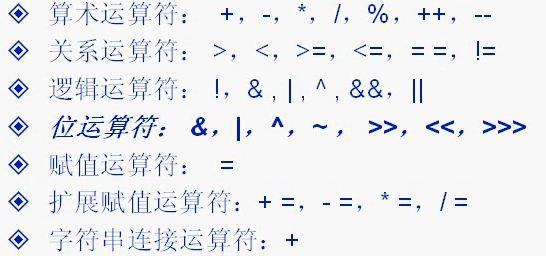 算术运算符： +，-，*，/，%，++，--
关系运算符： >，<，>=，<=，= =，!=
逻辑运算符： !，& , | , ^ , &&，||
位运算符： &，|，^，~ ， >>，<<，>>>
赋值运算符： =
扩展赋值运算符：+ =，- =，* =，/ =
字符串连接运算符：+